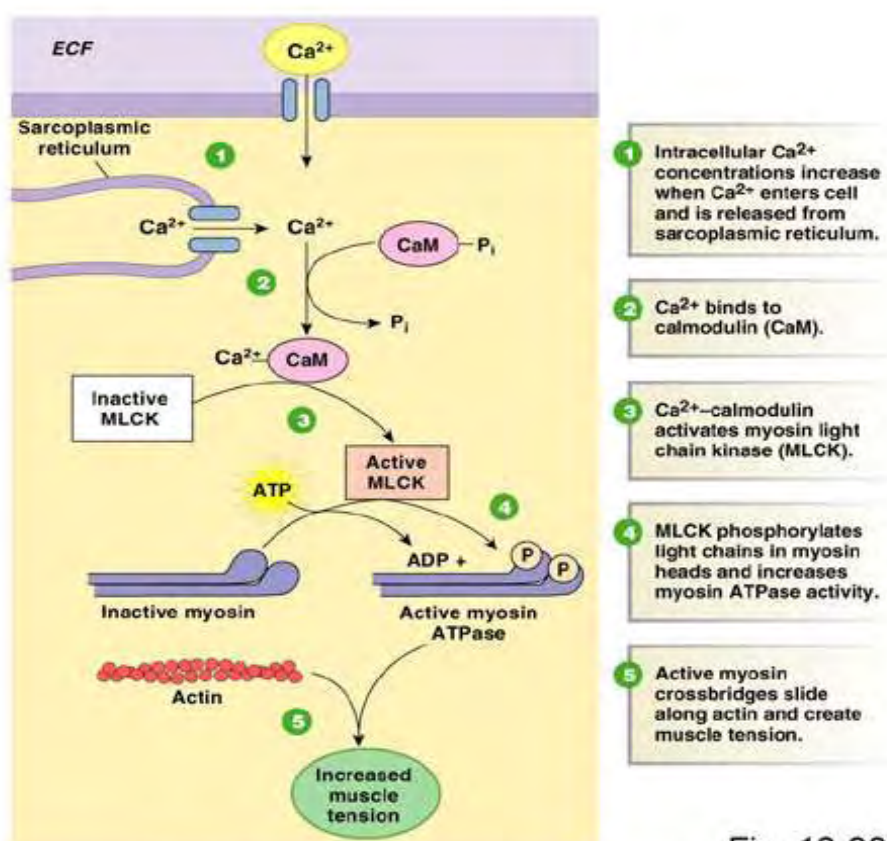 ECF
Ca2+
Sarcoplasmic
reticulum
1
Ca2+
Ca2+
CaM
Pi
2
Pi
Ca2+
CaM
Inactive
MLCK
3
Active
MLCK
ATP
4
ADP +
P
P
Inactive myosin
Active myosin
ATPase
Actin
5
Increased
muscle
tension
1 Intracellular Ca2+
concentrations increase
when Ca2+ enters cell
and is released from
sarcoplasmic reticulum.
2 Ca2+ binds to
calmodulin (CaM).
3 Ca2+–calmodulin
activates myosin light
chain kinase (MLCK).
4 MLCK phosphorylates
light chains in myosin
heads and increases
myosin ATPase activity.
5 Active myosin
crossbridges slide
along actin and create
muscle tension.